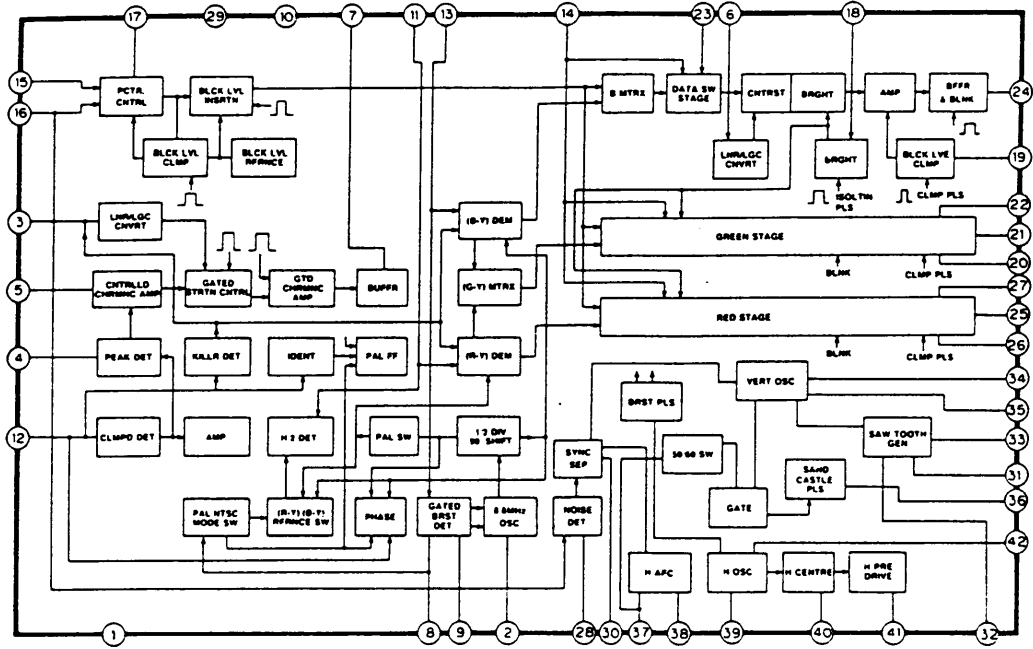 17
29
10
11
13
7
14
23
6
18
15
16
PCTR.
CNTRL
BLCK LVL
INSRTN
B MTRX
DATA SW
STAGE
CNTRST
BRGHT
AMP
BFFR
& BLNK
24
BLCK LVL
CLMP
BLCK LVL
RFRNCE
LNR/LGC
CNVRT
BRGHT
BLCK LVE
CLMP
19
ISOLTIN
PLS
CLMP PLS
3
LNR/LGC
CNVRT
(B-Y) DEM
22
GREEN STAGE
21
20
BLNK
CLMP PLS
5
CNTRLLD
CHRMNC AMP
GATED
STRTN CNTRL
GTD
CHRMNC
AMP
BUFFR
(G-Y) MTRX
27
RED STAGE
25
26
BLNK
CLMP PLS
4
PEAK DET
KILLR DET
IDENT
PAL FF
(R-Y) DEM
BRST PLS
VERT OSC
34
35
12
CLMPD DET
AMP
H 2 DET
PAL SW
1 2 DIV
90 SHIFT
SYNC
SEP
50 60 SW
SAW TOOTH
GEN
33
31
SAND
CASTLE
PLS
36
PAL NTSC
MODE SW
(R-Y) (B-Y)
RFRNCE SW
PHASE
GATED
BRST
DET
8.8MHz
OSC
NOISE
DET
GATE
42
H AFC
H OSC
H CENTRE
H PRE
DRIVE
1
8
9
2
28
30
37
38
39
40
41
32